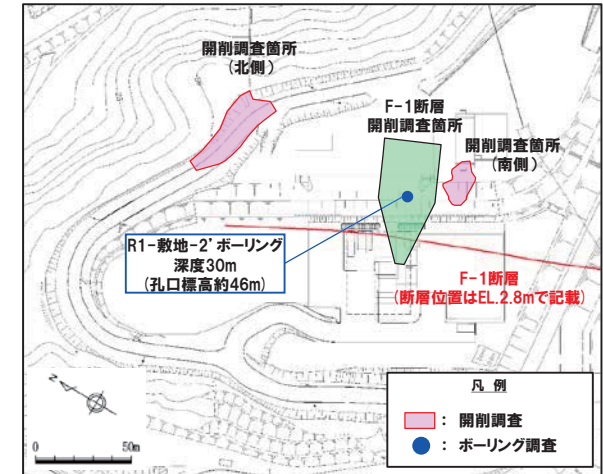 開削調査箇所
(北側)
F-1断層
開削調査箇所
開削調査箇所
(南側)
R1-敷地-2'ボーリング
深度30m
(孔口標高約46m)
F-1断層
(断層位置はEL.2.8mで記載)
N
0 50m
凡 例
: 開削調査
: ボーリング調査